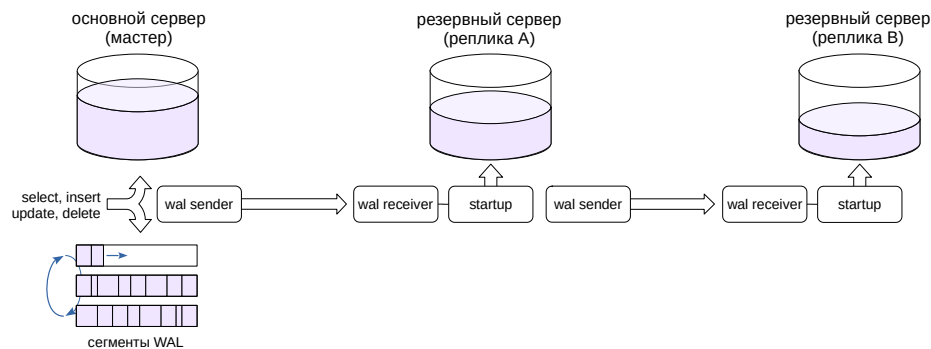 основной сервер
(мастер)
резервный сервер
(реплика A)
резервный сервер
(реплика B)
select, insert
update, delete
wal sender
wal receiver
startup
wal sender
wal receiver
startup
сегменты WAL